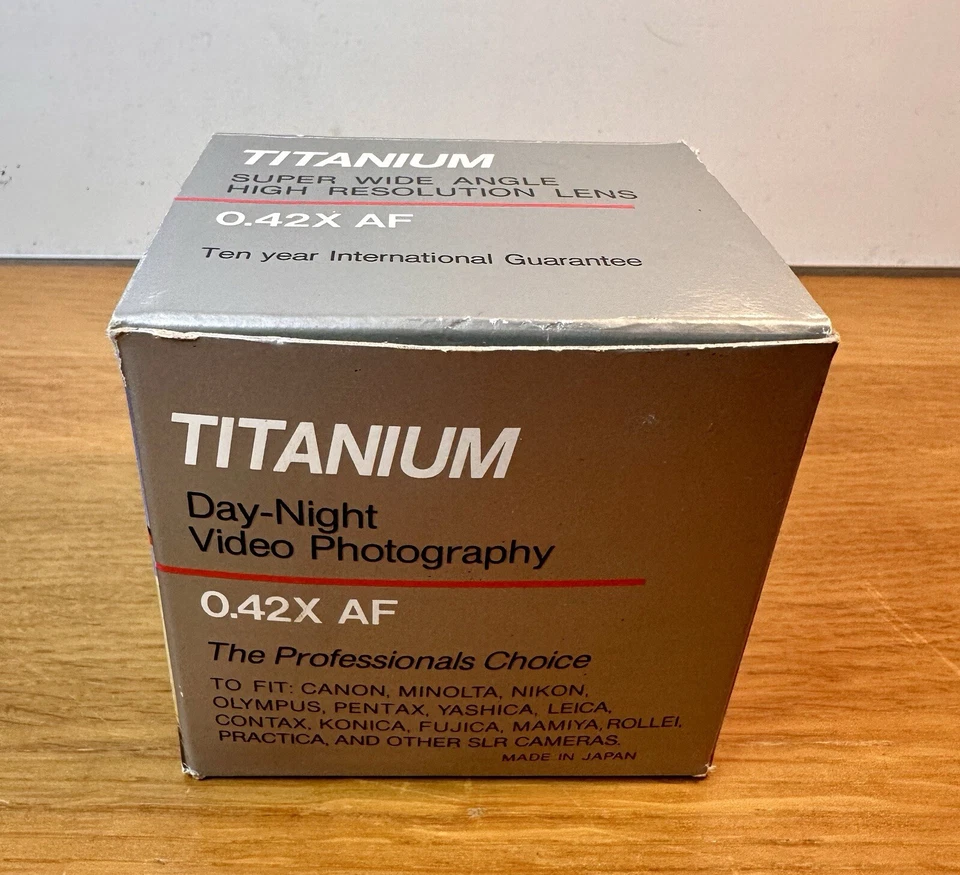 TITANIUM
SUPER WIDE ANGLE
HIGH RESOLUTION LENS
0.42X AF
Ten year International Guarantee
TITANIUM
Day-Night
Video Photography
0.42X AF
The Professionals Choice
TO FIT: CANON, MINOLTA, NIKON,
OLYMPUS, PENTAX, YASHICA, LEICA,
CONTAX, KONICA, FUJICA, MAMIYA, ROLLEI,
PRACTICA, AND OTHER SLR CAMERAS.
MADE IN JAPAN